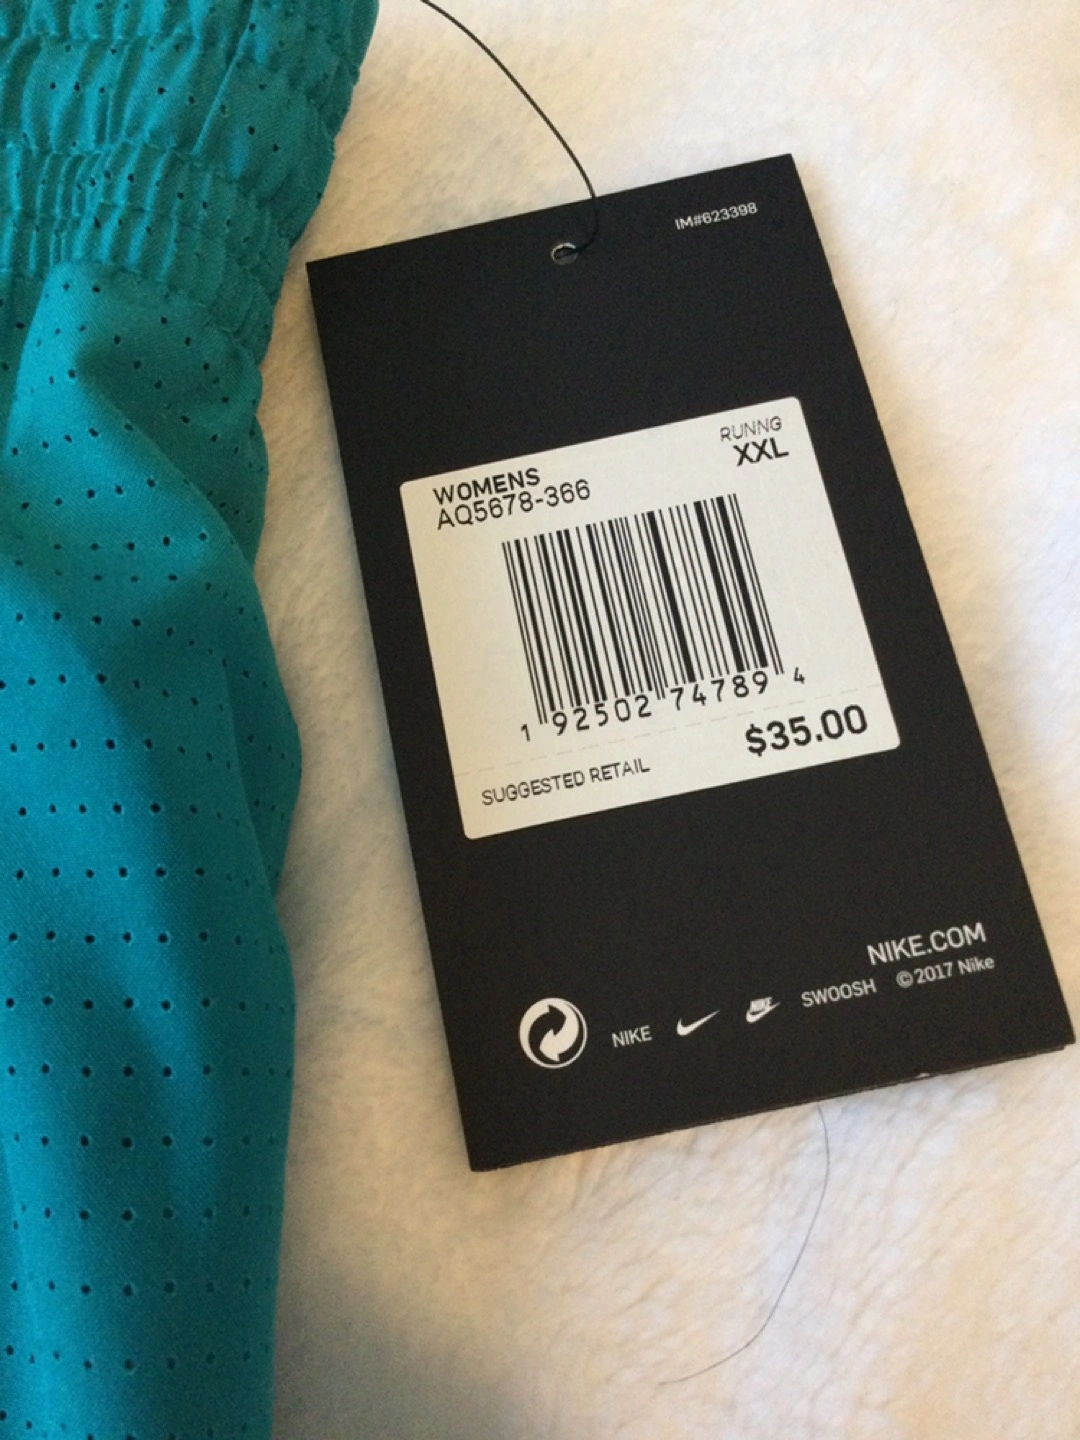 IM#623398
RUNNG
WOMENS XXL
AQ5678-366
1 92502 74789 4
SUGGESTED RETAIL $35.00
NIKE.COM
NIKE NIKE SWOOSH ©2017 Nike